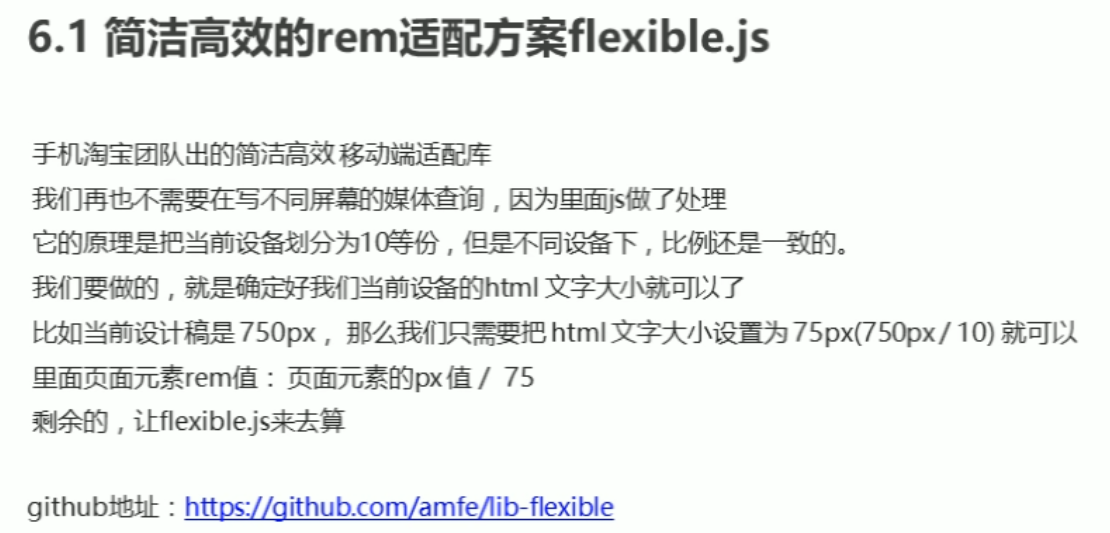 6.1 简洁高效的rem适配方案flexible.js
手机淘宝团队出的简洁高效 移动端适配库
我们再也不需要在写不同屏幕的媒体查询，因为里面js做了处理
它的原理是把当前设备划分为10等份，但是不同设备下，比例还是一致的。
我们要做的，就是确定好我们当前设备的html 文字大小就可以了
比如当前设计稿是 750px， 那么我们只需要把 html 文字大小设置为 75px(750px / 10) 就可以
里面页面元素rem值： 页面元素的px 值 / 75
剩余的，让flexible.js来去算
github地址：https://github.com/amfe/lib-flexible